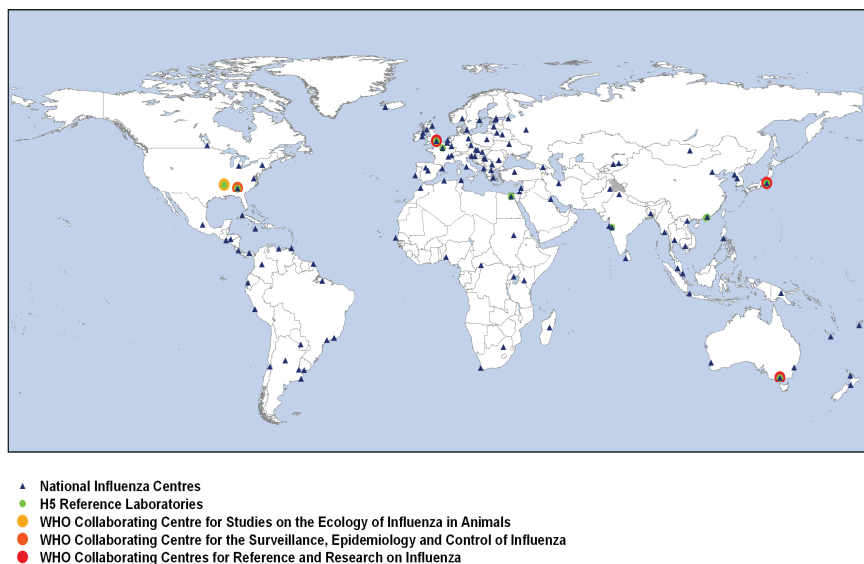 National Influenza Centres
H5 Reference Laboratories
WHO Collaborating Centre for Studies on the Ecology of Influenza in Animals
WHO Collaborating Centre for the Surveillance, Epidemiology and Control of Influenza
WHO Collaborating Centres for Reference and Research on Influenza